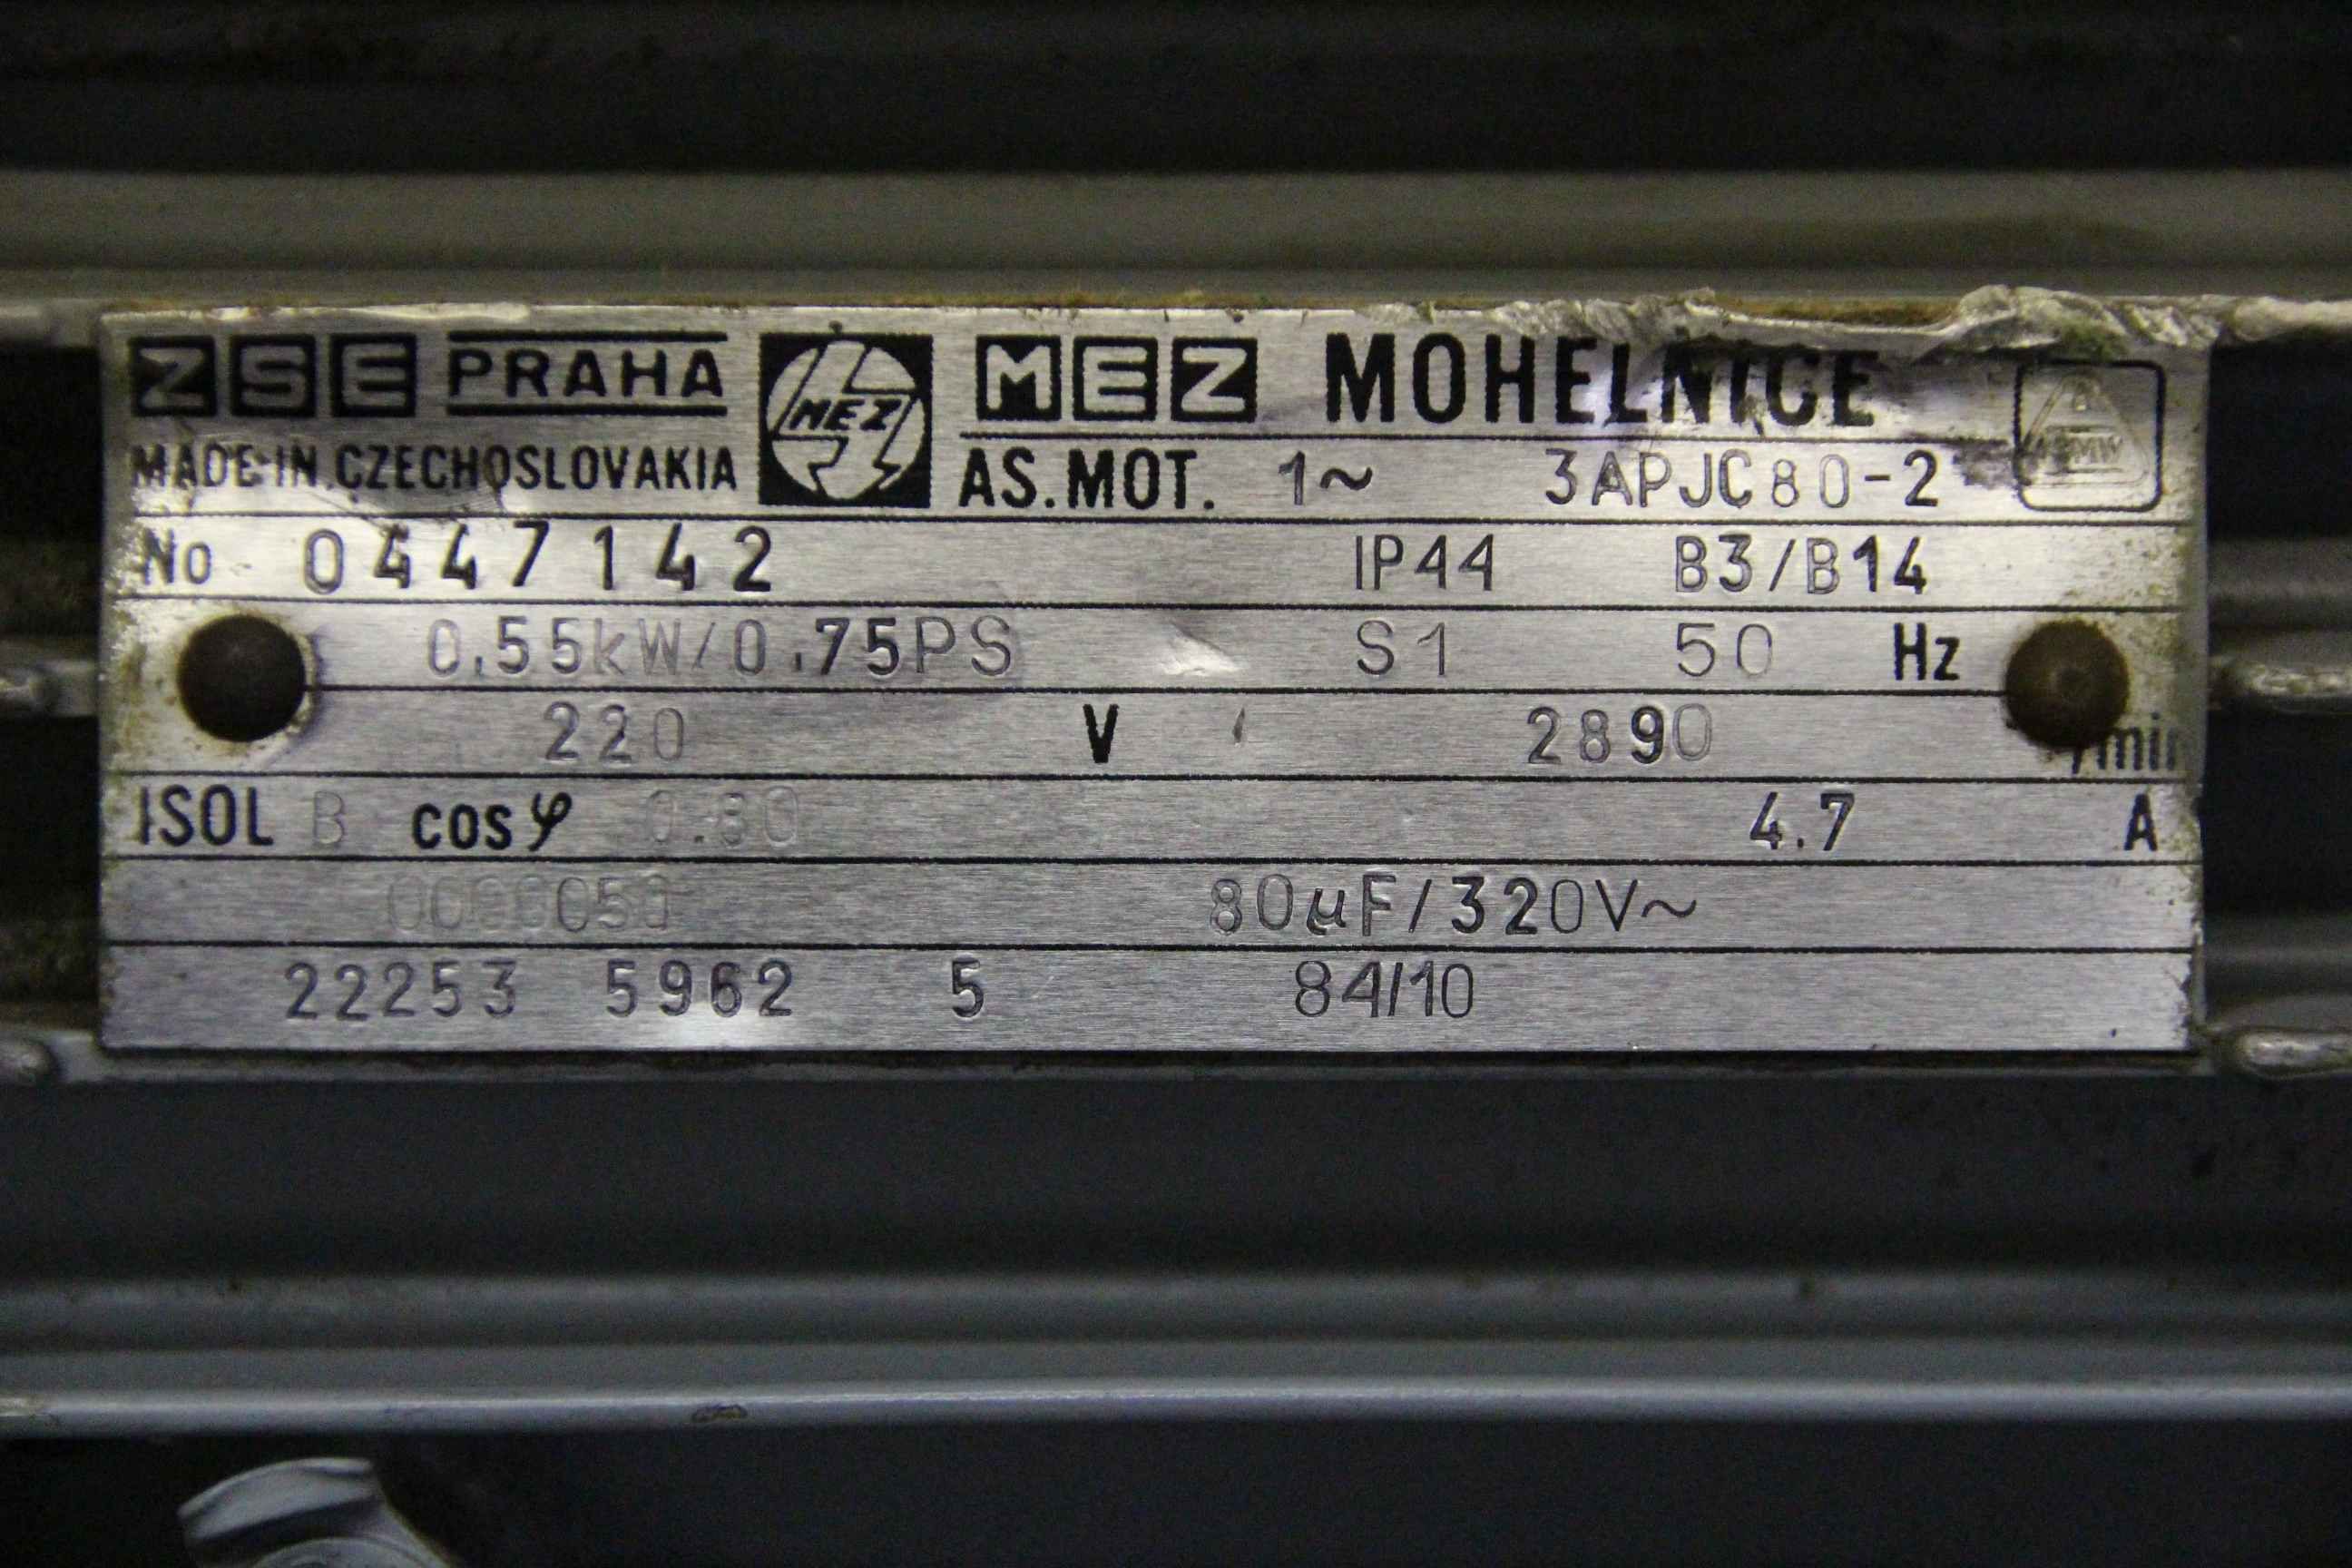 ZSE PRAHA MEZ MEZ MOHELNICE
MADE IN CZECHOSLOVAKIA AS.MOT. 1~ 3APJC80-2
No 0447142 IP44 B3/B14
0.55kW/0.75PS S1 50 Hz
220 V 2890 /min
ISOL B cosφ 0.80 4.7 A
80µF/320V~
22253 5962 5 84/10